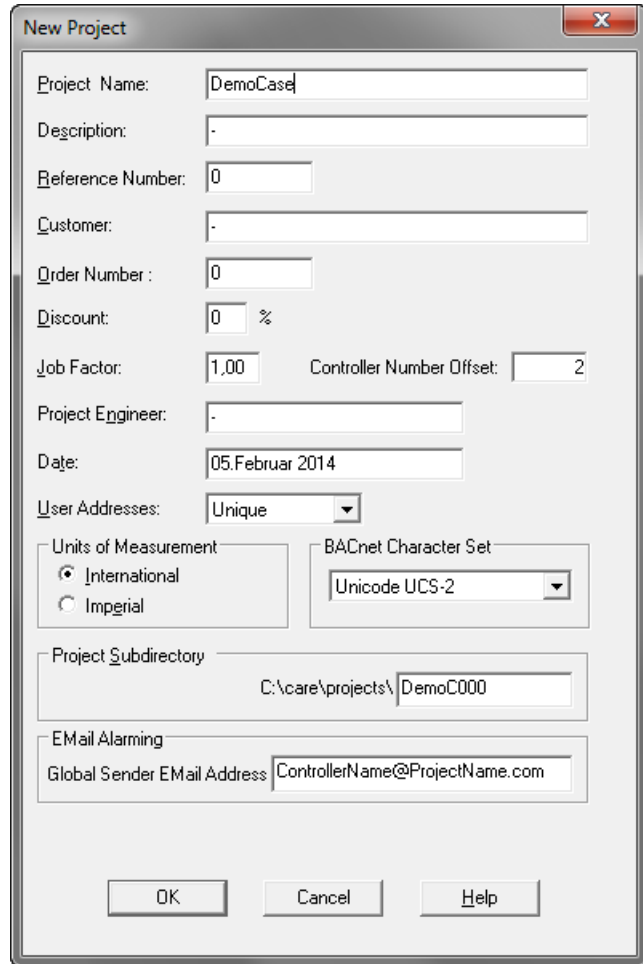 New Project
Project Name: DemoCase
Description: -
Reference Number: 0
Customer: -
Order Number : 0
Discount: 0 %
Job Factor: 1,00 Controller Number Offset: 2
Project Engineer: -
Date: 05.Februar 2014
User Addresses: Unique
Units of Measurement BACnet Character Set
International
Unicode UCS-2
Imperial
Project Subdirectory
C:\care\projects\ DemoC000
EMail Alarming
Global Sender EMail Address ControllerName@ProjectName.com
OK Cancel Help